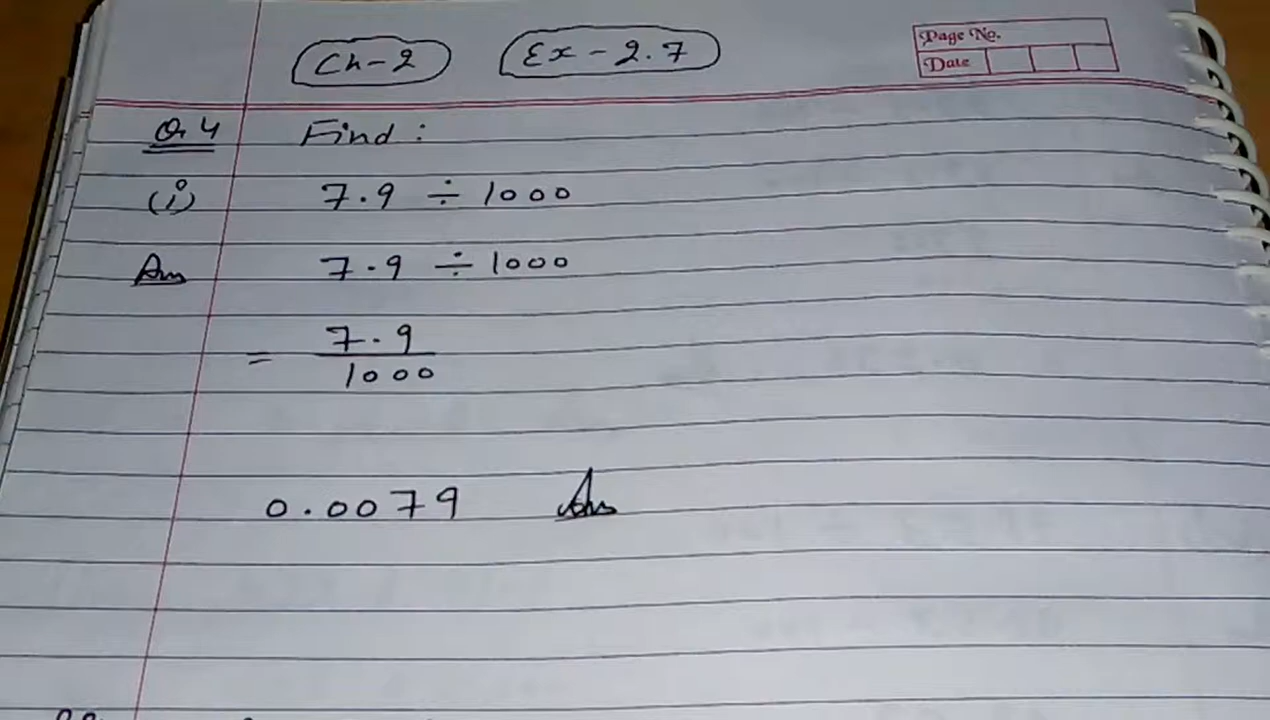 Ch-2 Ex-2.7
Page No.
Date
Q.4 Find:
(i) 7.9 ÷ 1000
Ans 7.9 ÷ 1000
= 7.9
1000
0.0079 Ans